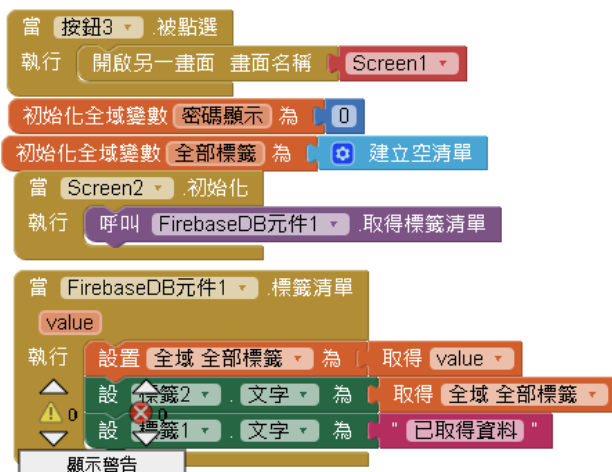 當 按鈕3 .被點選
執行 開啟另一畫面 畫面名稱 Screen1
初始化全域變數 密碼顯示 為 0
初始化全域變數 全部標籤 為 建立空清單
當 Screen2 .初始化
執行 呼叫 FirebaseDB元件1 .取得標籤清單
當 FirebaseDB元件1 .標籤清單
value
執行 設置 全域 全部標籤 為 取得 value
設 標籤2 . 文字 為 取得 全域 全部標籤
設 標籤1 . 文字 為 " 已取得資料 "
0 0
顯示警告